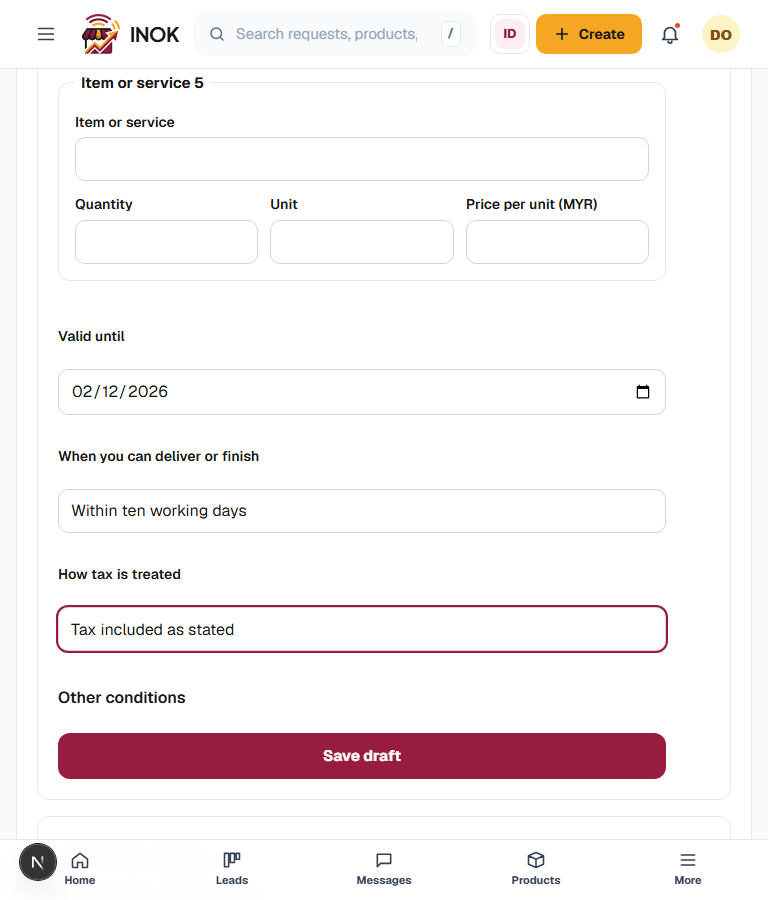 INOK
Search requests, products,
/
ID
Create
DO
Item or service 5
Item or service
Quantity
Unit
Price per unit (MYR)
Valid until
02/12/2026
When you can deliver or finish
Within ten working days
How tax is treated
Tax included as stated
Other conditions
Save draft
N
Home
Leads
Messages
Products
More